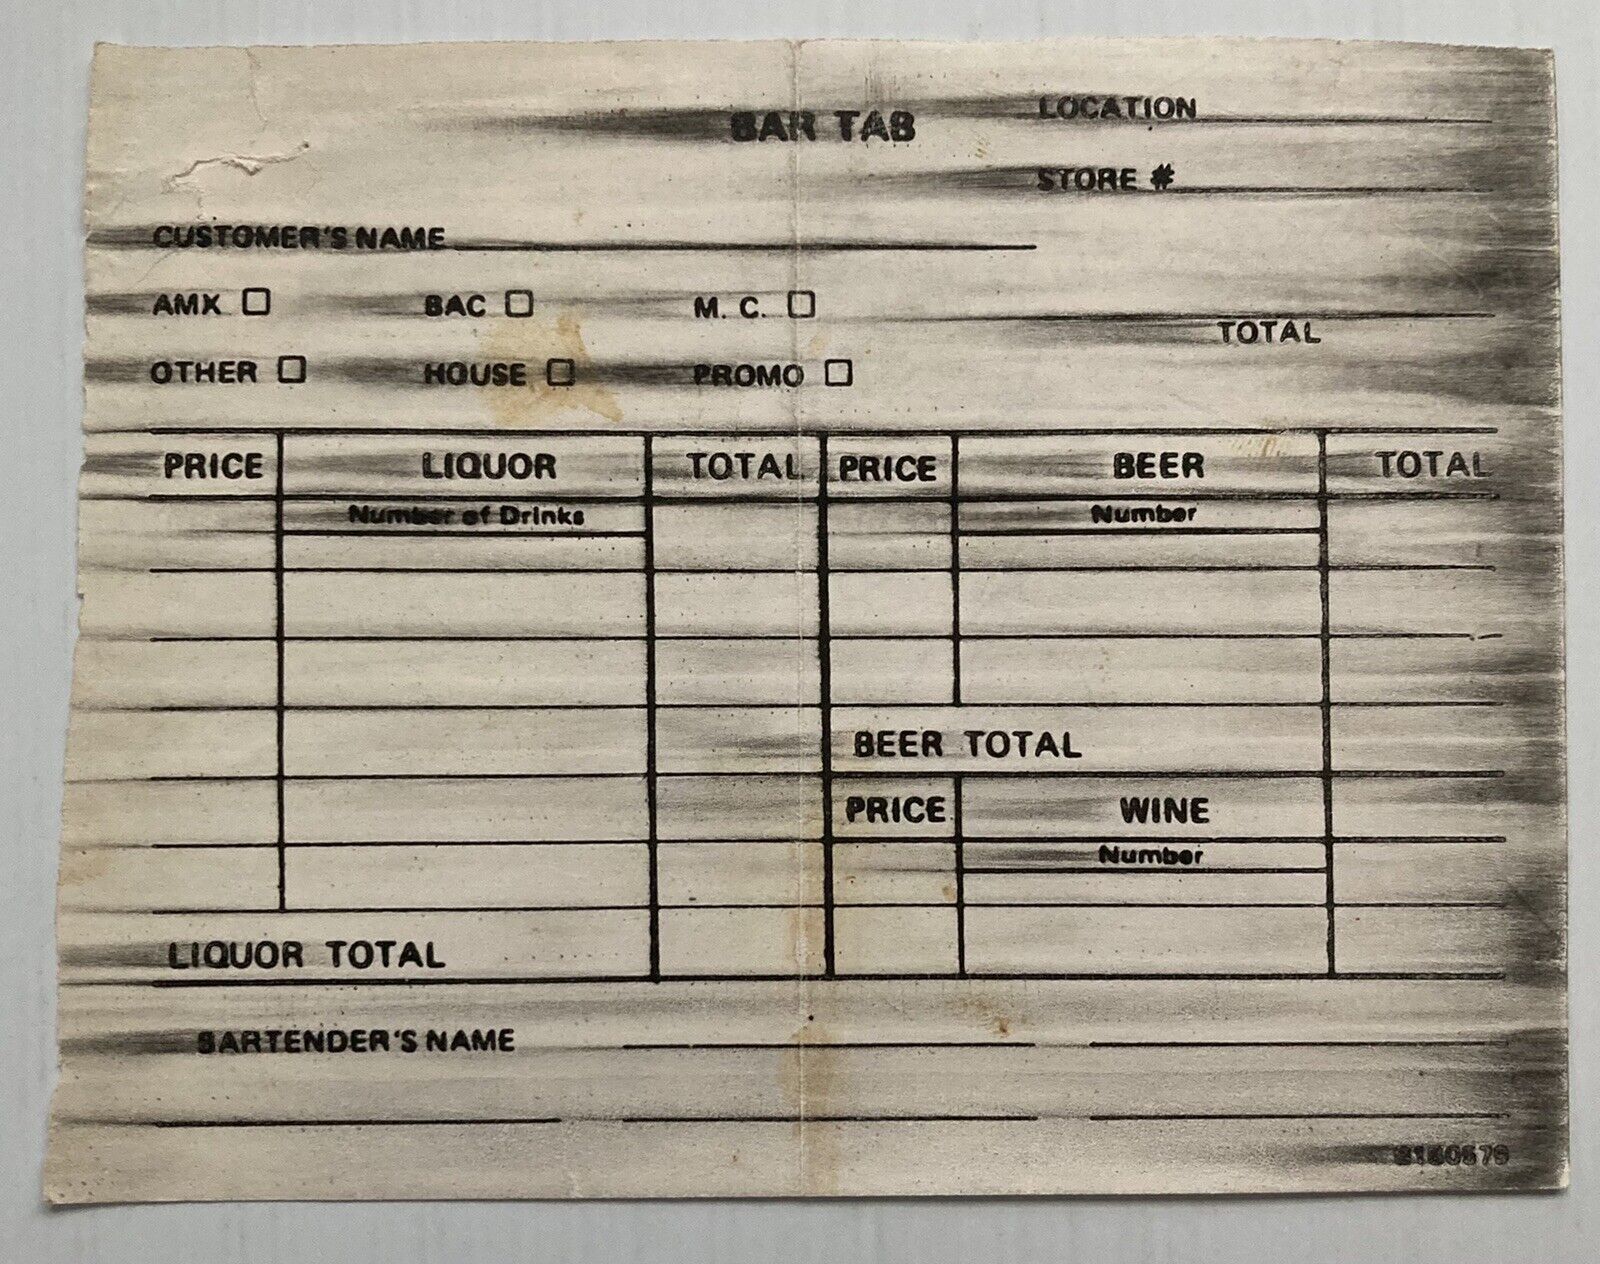 BAR TAB
LOCATION
STORE #
CUSTOMER'S NAME
AMX BAC M. C.
TOTAL
OTHER HOUSE PROMO
PRICE LIQUOR TOTAL PRICE BEER TOTAL
Number of Drinks Number
BEER TOTAL
PRICE WINE
Number
LIQUOR TOTAL
BARTENDER'S NAME